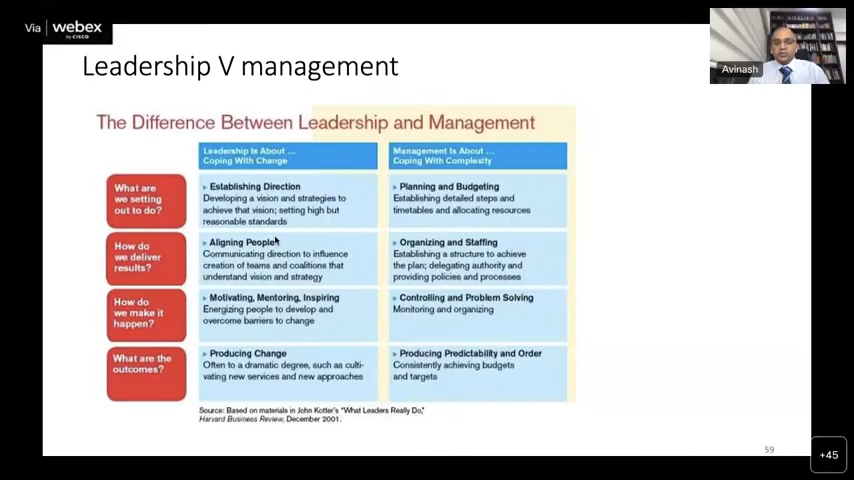 Via webex
by CISCO
Avinash
Leadership V management
The Difference Between Leadership and Management
Leadership Is About ...
Coping With Change
Management Is About ...
Coping With Complexity
What are
we setting
out to do?
▸ Establishing Direction
Developing a vision and strategies to
achieve that vision; setting high but
reasonable standards
▸ Planning and Budgeting
Establishing detailed steps and
timetables and allocating resources
How do
we deliver
results?
▸ Aligning People
Communicating direction to influence
creation of teams and coalitions that
understand vision and strategy
▸ Organizing and Staffing
Establishing a structure to achieve
the plan; delegating authority and
providing policies and processes
How do
we make it
happen?
▸ Motivating, Mentoring, Inspiring
Energizing people to develop and
overcome barriers to change
▸ Controlling and Problem Solving
Monitoring and organizing
What are the
outcomes?
▸ Producing Change
Often to a dramatic degree, such as culti-
vating new services and new approaches
▸ Producing Predictability and Order
Consistently achieving budgets
and targets
Source: Based on materials in John Kotter's "What Leaders Really Do,"
Harvard Business Review, December 2001.
59
+45